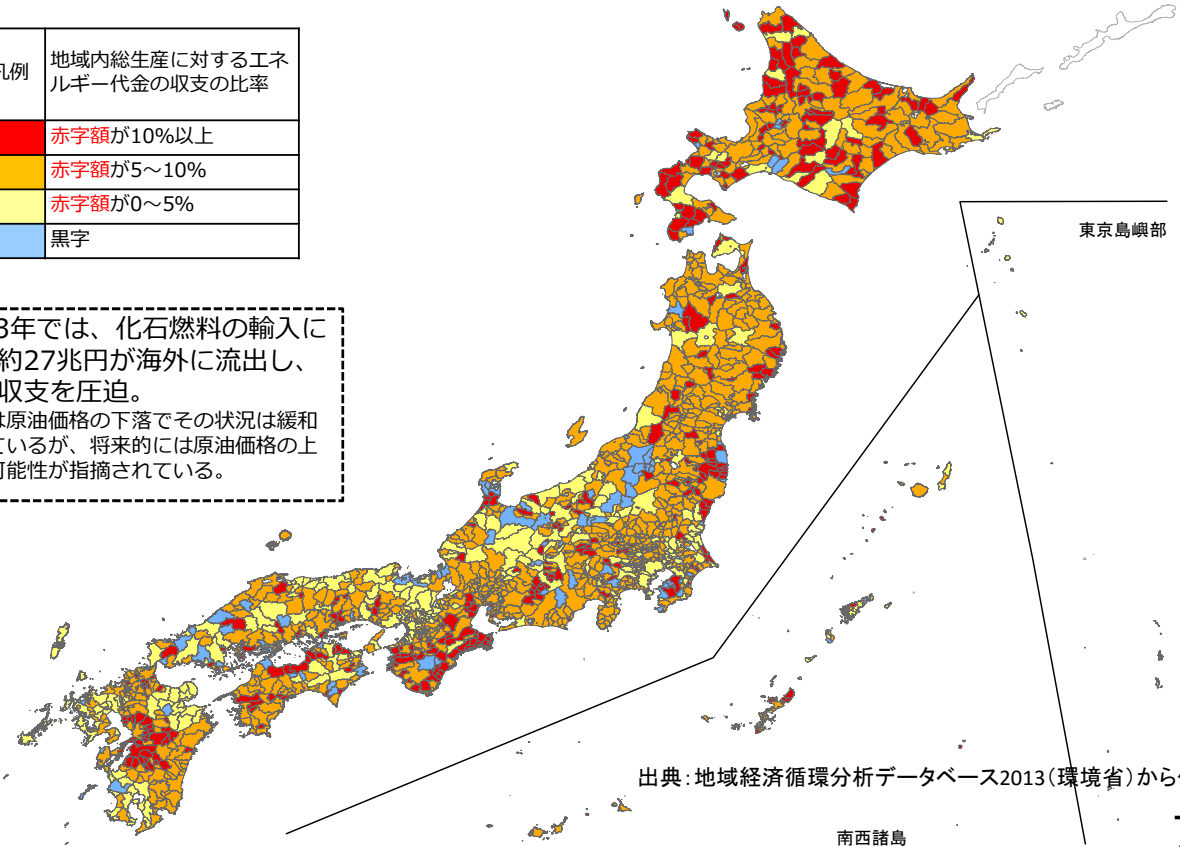 凡例
地域内総生産に対するエネ
ルギー代金の収支の比率
赤字額が10%以上
赤字額が5～10%
赤字額が0～5%
黒字
3年では、化石燃料の輸入に
約27兆円が海外に流出し、
収支を圧迫。
は原油価格の下落でその状況は緩和
ているが、将来的には原油価格の上
可能性が指摘されている。
東京島嶼部
出典：地域経済循環分析データベース2013（環境省）から
南西諸島